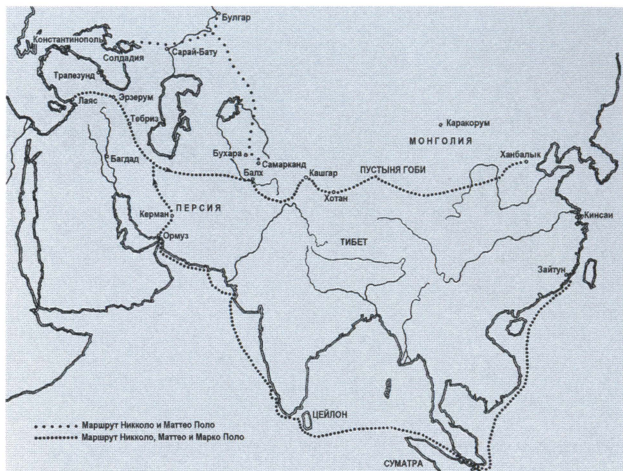 Булгар
Константинополь
Солдадия
Сарай-Бату
Трапезунд
Лаяс
Эрзерум
Тебриз
Каракорум
МОНГОЛИЯ
Бухара
Самарканд
Ханбалык
Багдад
Балх
Кашгар
ПУСТЫНЯ ГОБИ
Хотан
ПЕРСИЯ
Керман
Кинсан
Ормуз
ТИБЕТ
Зайтун
ЦЕЙЛОН
Маршрут Никколо и Маттео Поло
Маршрут Никколо, Маттео и Марко Поло
СУМАТРА